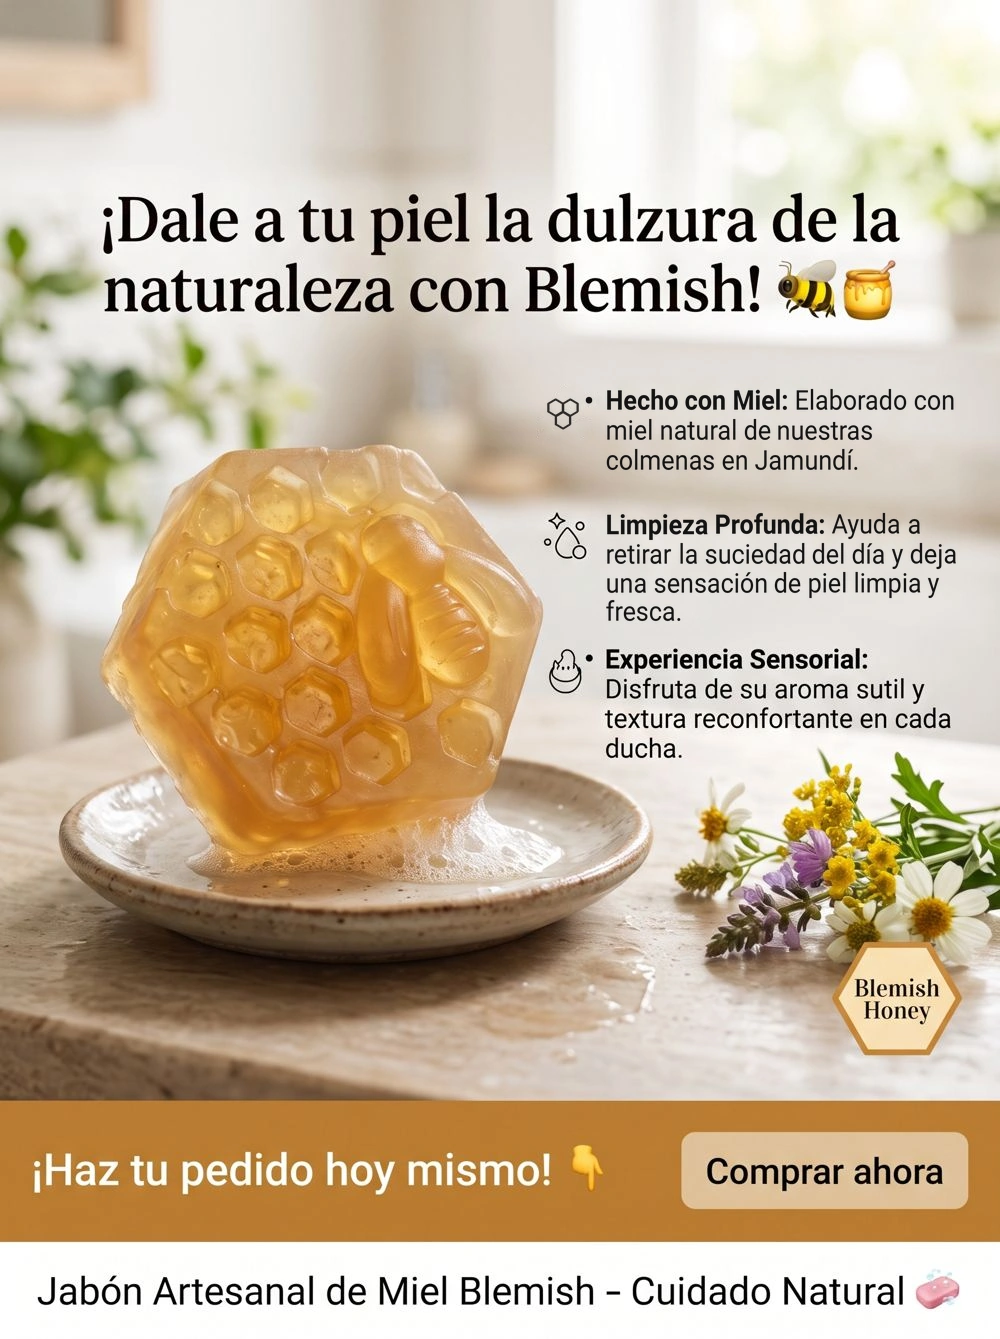 ¡Dale a tu piel la dulzura de la
naturaleza con Blemish! 🐝🍯
• Hecho con Miel: Elaborado con
miel natural de nuestras
colmenas en Jamundí.
Limpieza Profunda: Ayuda a
retirar la suciedad del día y deja
una sensación de piel limpia y
fresca.
• Experiencia Sensorial:
Disfruta de su aroma sutil y
textura reconfortante en cada
ducha.
Blemish
Honey
¡Haz tu pedido hoy mismo! 👇
Comprar ahora
Jabón Artesanal de Miel Blemish - Cuidado Natural 🧼